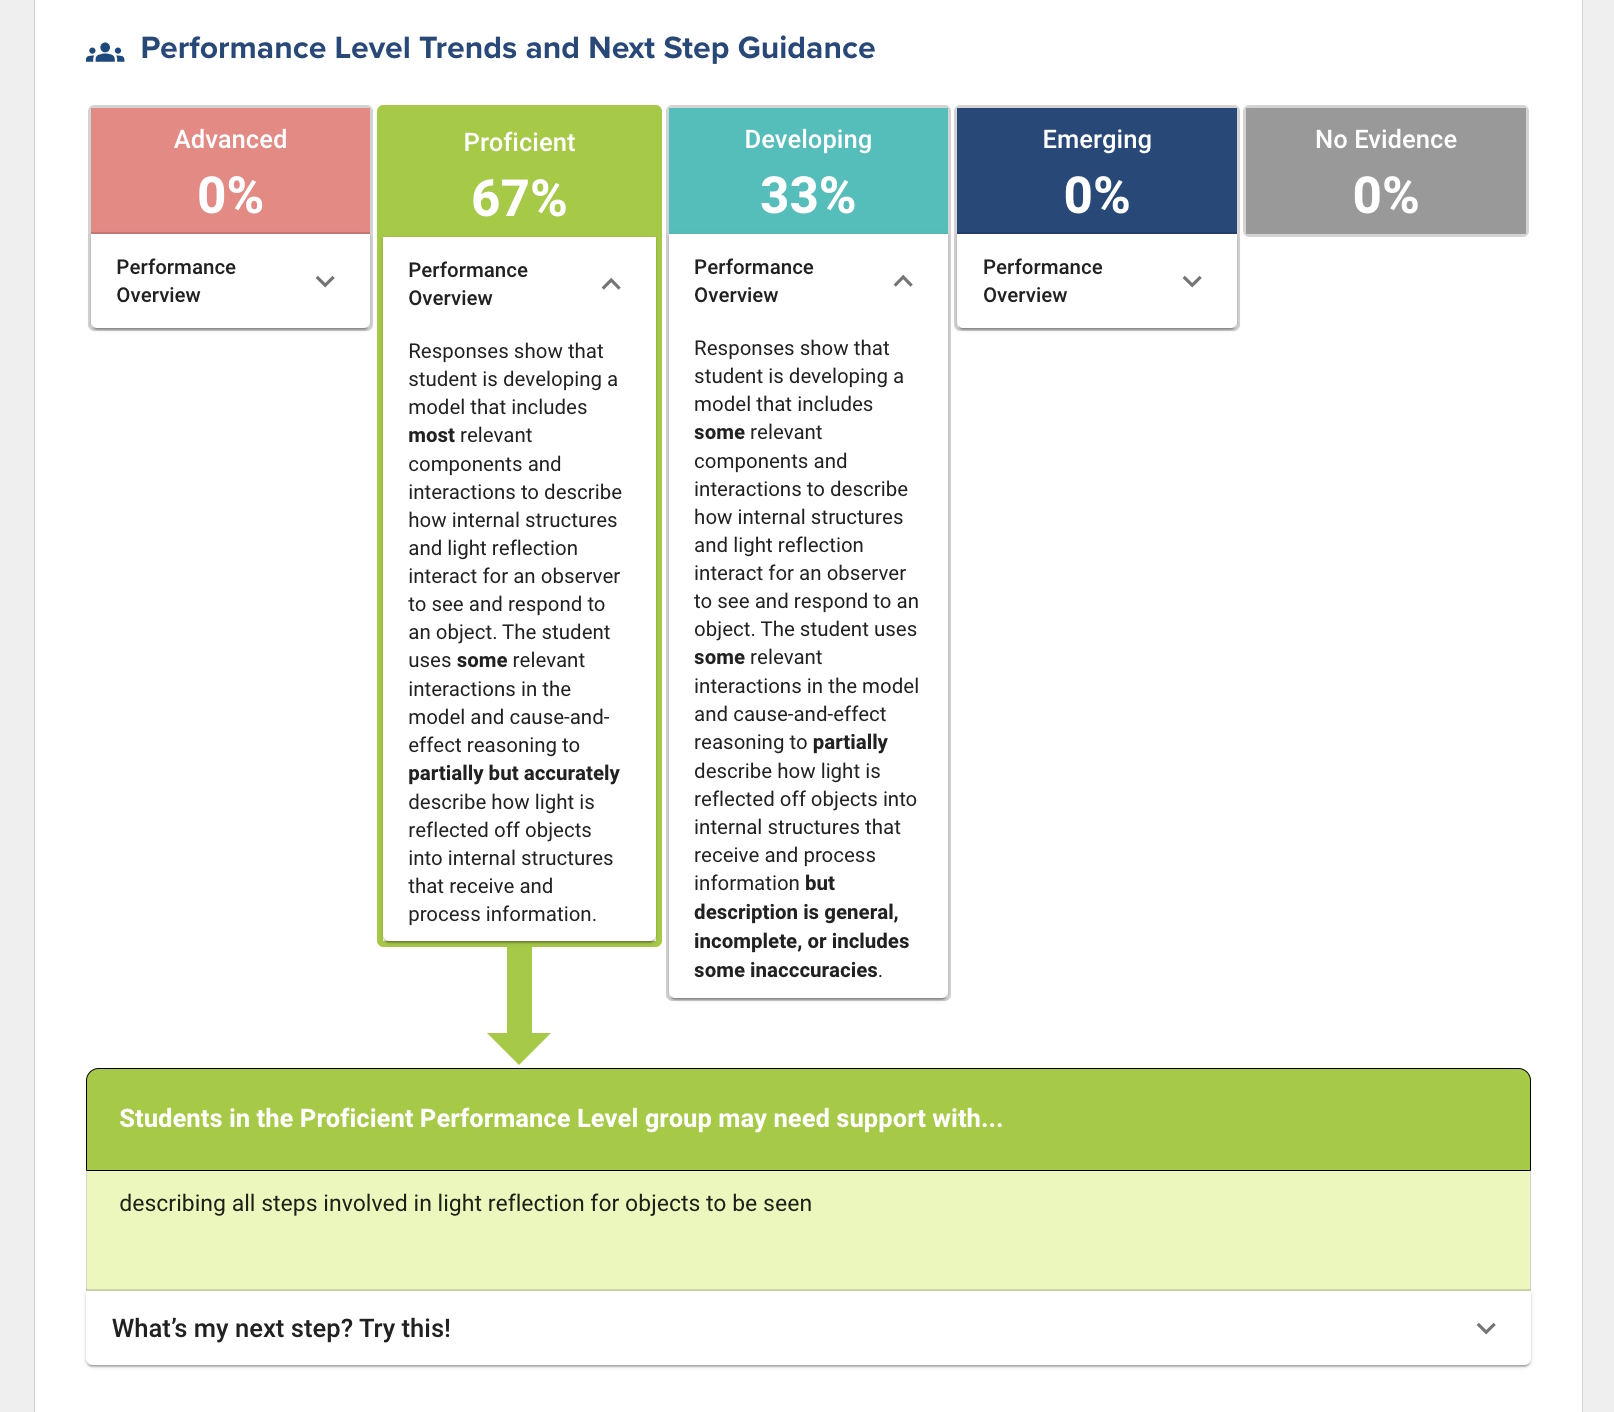 Performance Level Trends and Next Step Guidance
Advanced
0%
Performance
Overview
Proficient
67%
Performance
Overview
Responses show that
student is developing a
model that includes
most relevant
components and
interactions to describe
how internal structures
and light reflection
interact for an observer
to see and respond to
an object. The student
uses some relevant
interactions in the
model and cause-and-
effect reasoning to
partially but accurately
describe how light is
reflected off objects
into internal structures
that receive and
process information.
Developing
33%
Performance
Overview
Responses show that
student is developing a
model that includes
some relevant
components and
interactions to describe
how internal structures
and light reflection
interact for an observer
to see and respond to an
object. The student uses
some relevant
interactions in the model
and cause-and-effect
reasoning to partially
describe how light is
reflected off objects into
internal structures that
receive and process
information but
description is general,
incomplete, or includes
some inacccuracies.
Emerging
0%
Performance
Overview
No Evidence
0%
Students in the Proficient Performance Level group may need support with...
describing all steps involved in light reflection for objects to be seen
What’s my next step? Try this!